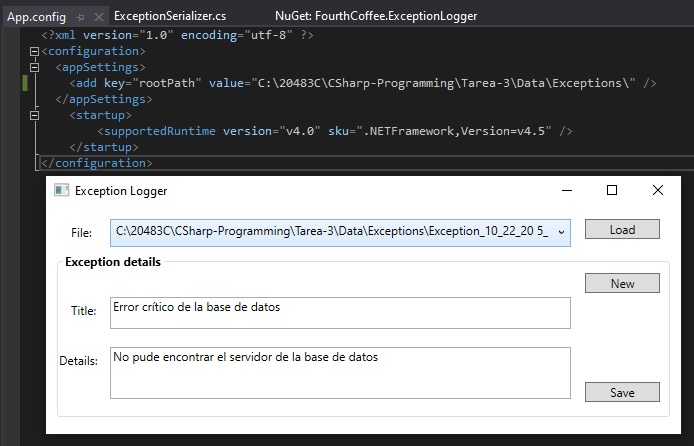 App.config ExceptionSerializer.cs NuGet: FourthCoffee.ExceptionLogger
<?xml version="1.0" encoding="utf-8" ?>
<configuration>
<appSettings>
<add key="rootPath" value="C:\20483C\CSharp-Programming\Tarea-3\Data\Exceptions\" />
</appSettings>
<startup>
<supportedRuntime version="v4.0" sku=".NETFramework,Version=v4.5" />
</startup>
</configuration>
Exception Logger
File: C:\20483C\CSharp-Programming\Tarea-3\Data\Exceptions\Exception_10_22_20 5_ Load
Exception details
New
Title: Error crítico de la base de datos
Details: No pude encontrar el servidor de la base de datos
Save